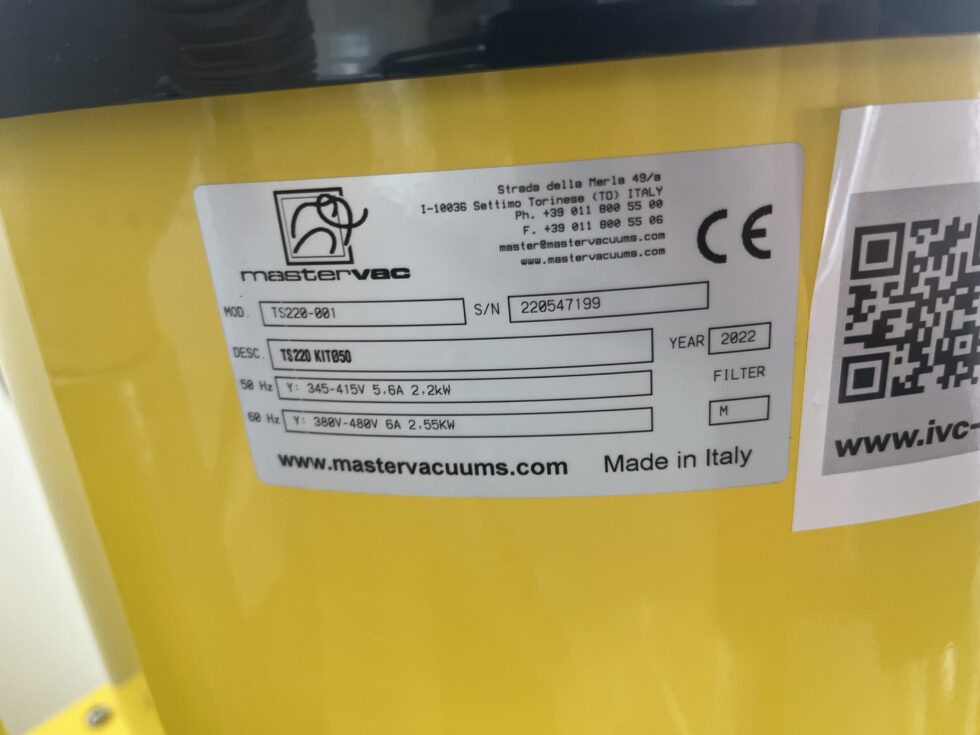 mastervac
Strada della Merla 49/a
I-10036 Settimo Torinese (TO) ITALY
Ph. +39 011 800 55 00
F. +39 011 800 55 06
master@mastervacuums.com
www.mastervacuums.com
CE
MOD. TS220-001 S/N 220547199
DESC. TS220 KITØ50 YEAR 2022
50 Hz Y: 345-415V 5,6A 2,2kW FILTER
60 Hz Y: 380V-480V 6A 2,55KW M
www.mastervacuums.com Made in Italy
www.ivc-